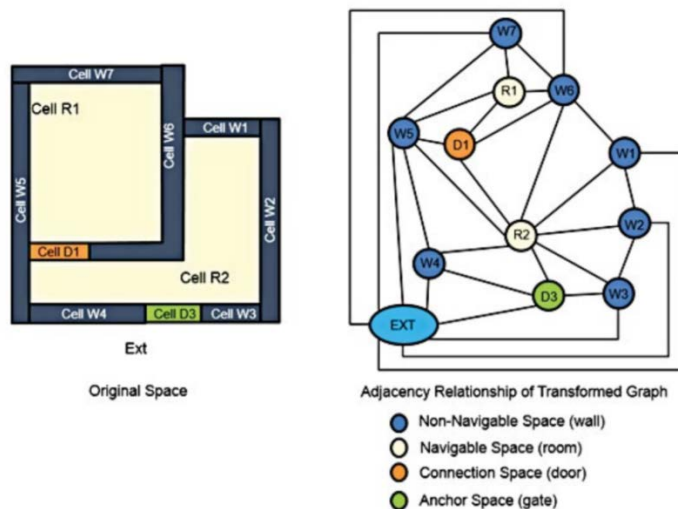 Cell W7
Cell R1
Cell W6
Cell W1
Cell W5
Cell W2
Cell D1
Cell R2
Cell W4
Cell D3
Cell W3
Ext
Original Space
W7
R1
W6
W5
D1
W1
R2
W2
W4
D3
W3
EXT
Adjacency Relationship of Transformed Graph
Non-Navigable Space (wall)
Navigable Space (room)
Connection Space (door)
Anchor Space (gate)